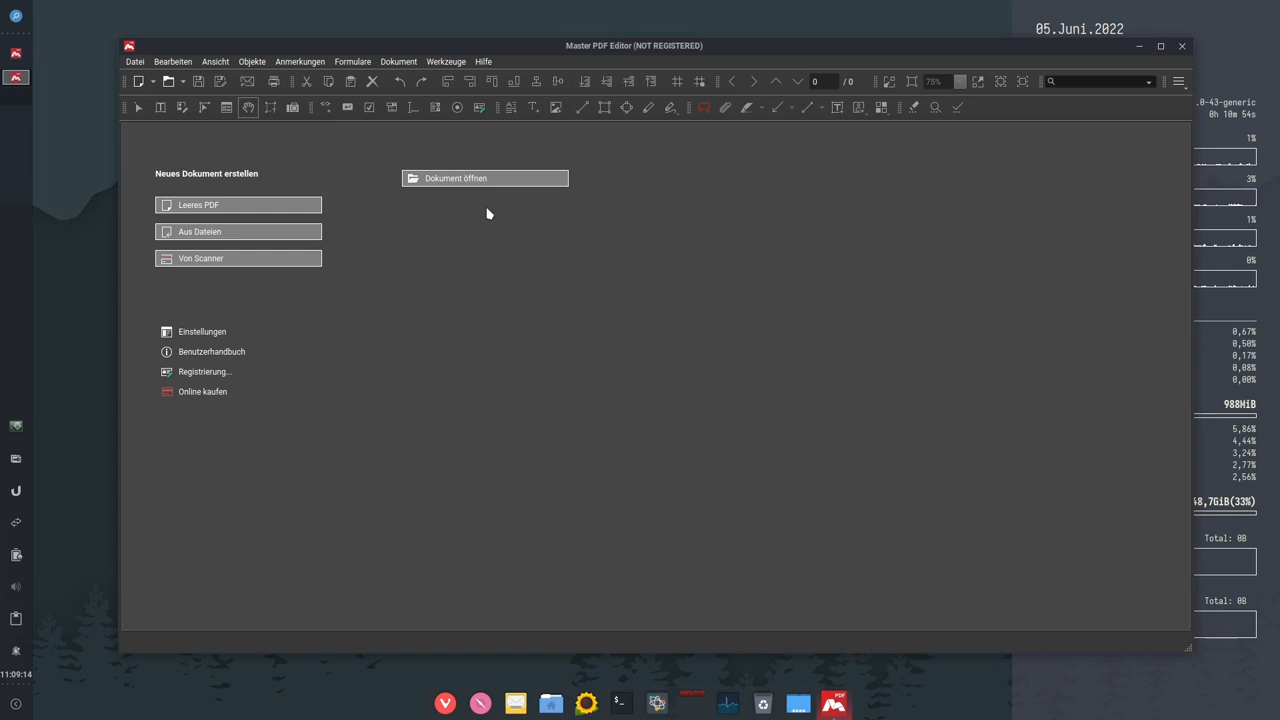 05.Juni.2022
Master PDF Editor (NOT REGISTERED)
Datei Bearbeiten Ansicht Objekte Anmerkungen Formulare Dokument Werkzeuge Hilfe
0 / 0 75%
.0-43-generic
0h 10m 54s
1%
3%
1%
0%
Neues Dokument erstellen
Dokument öffnen
Leeres PDF
Aus Dateien
Von Scanner
Einstellungen
Benutzerhandbuch
Registrierung...
Online kaufen
0,67%
0,50%
0,17%
0,08%
0,00%
988MiB
5,86%
4,44%
3,24%
2,77%
2,56%
48,7GiB(33%)
Total: 0B
Total: 0B
11:09:14
PDF